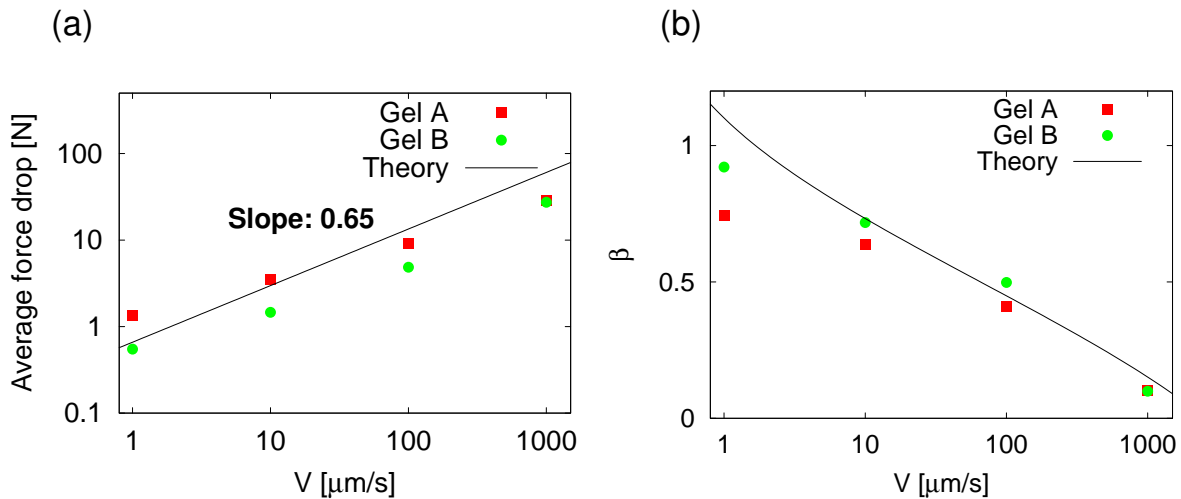 (a)
Average force drop [N]
100
10
1
0.1
Gel A
Gel B
Theory
Slope: 0.65
1 10 100 1000
V [μm/s]
(b)
β
1
0.5
0
Gel A
Gel B
Theory
1 10 100 1000
V [μm/s]